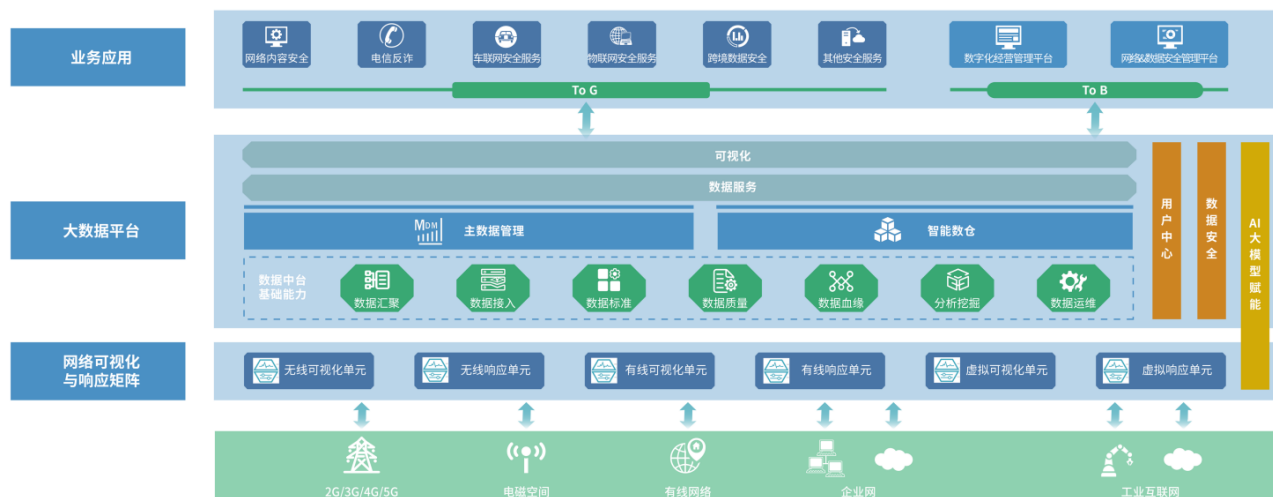 业务应用
网络内容安全
电信反诈
车联网安全服务
物联网安全服务
跨境数据安全
其他安全服务
数字化经营管理平台
网络&数据安全管理平台
To G
To B
大数据平台
可视化
数据服务
MDM
主数据管理
智能数仓
数据中台
基础能力
数据汇聚
数据接入
数据标准
数据质量
数据血缘
分析挖掘
数据运维
用户中心
数据安全
AI大模型赋能
网络可视化
与响应矩阵
无线可视化单元
无线响应单元
有线可视化单元
有线响应单元
虚拟可视化单元
虚拟响应单元
2G/3G/4G/5G
电磁空间
有线网络
企业网
工业互联网